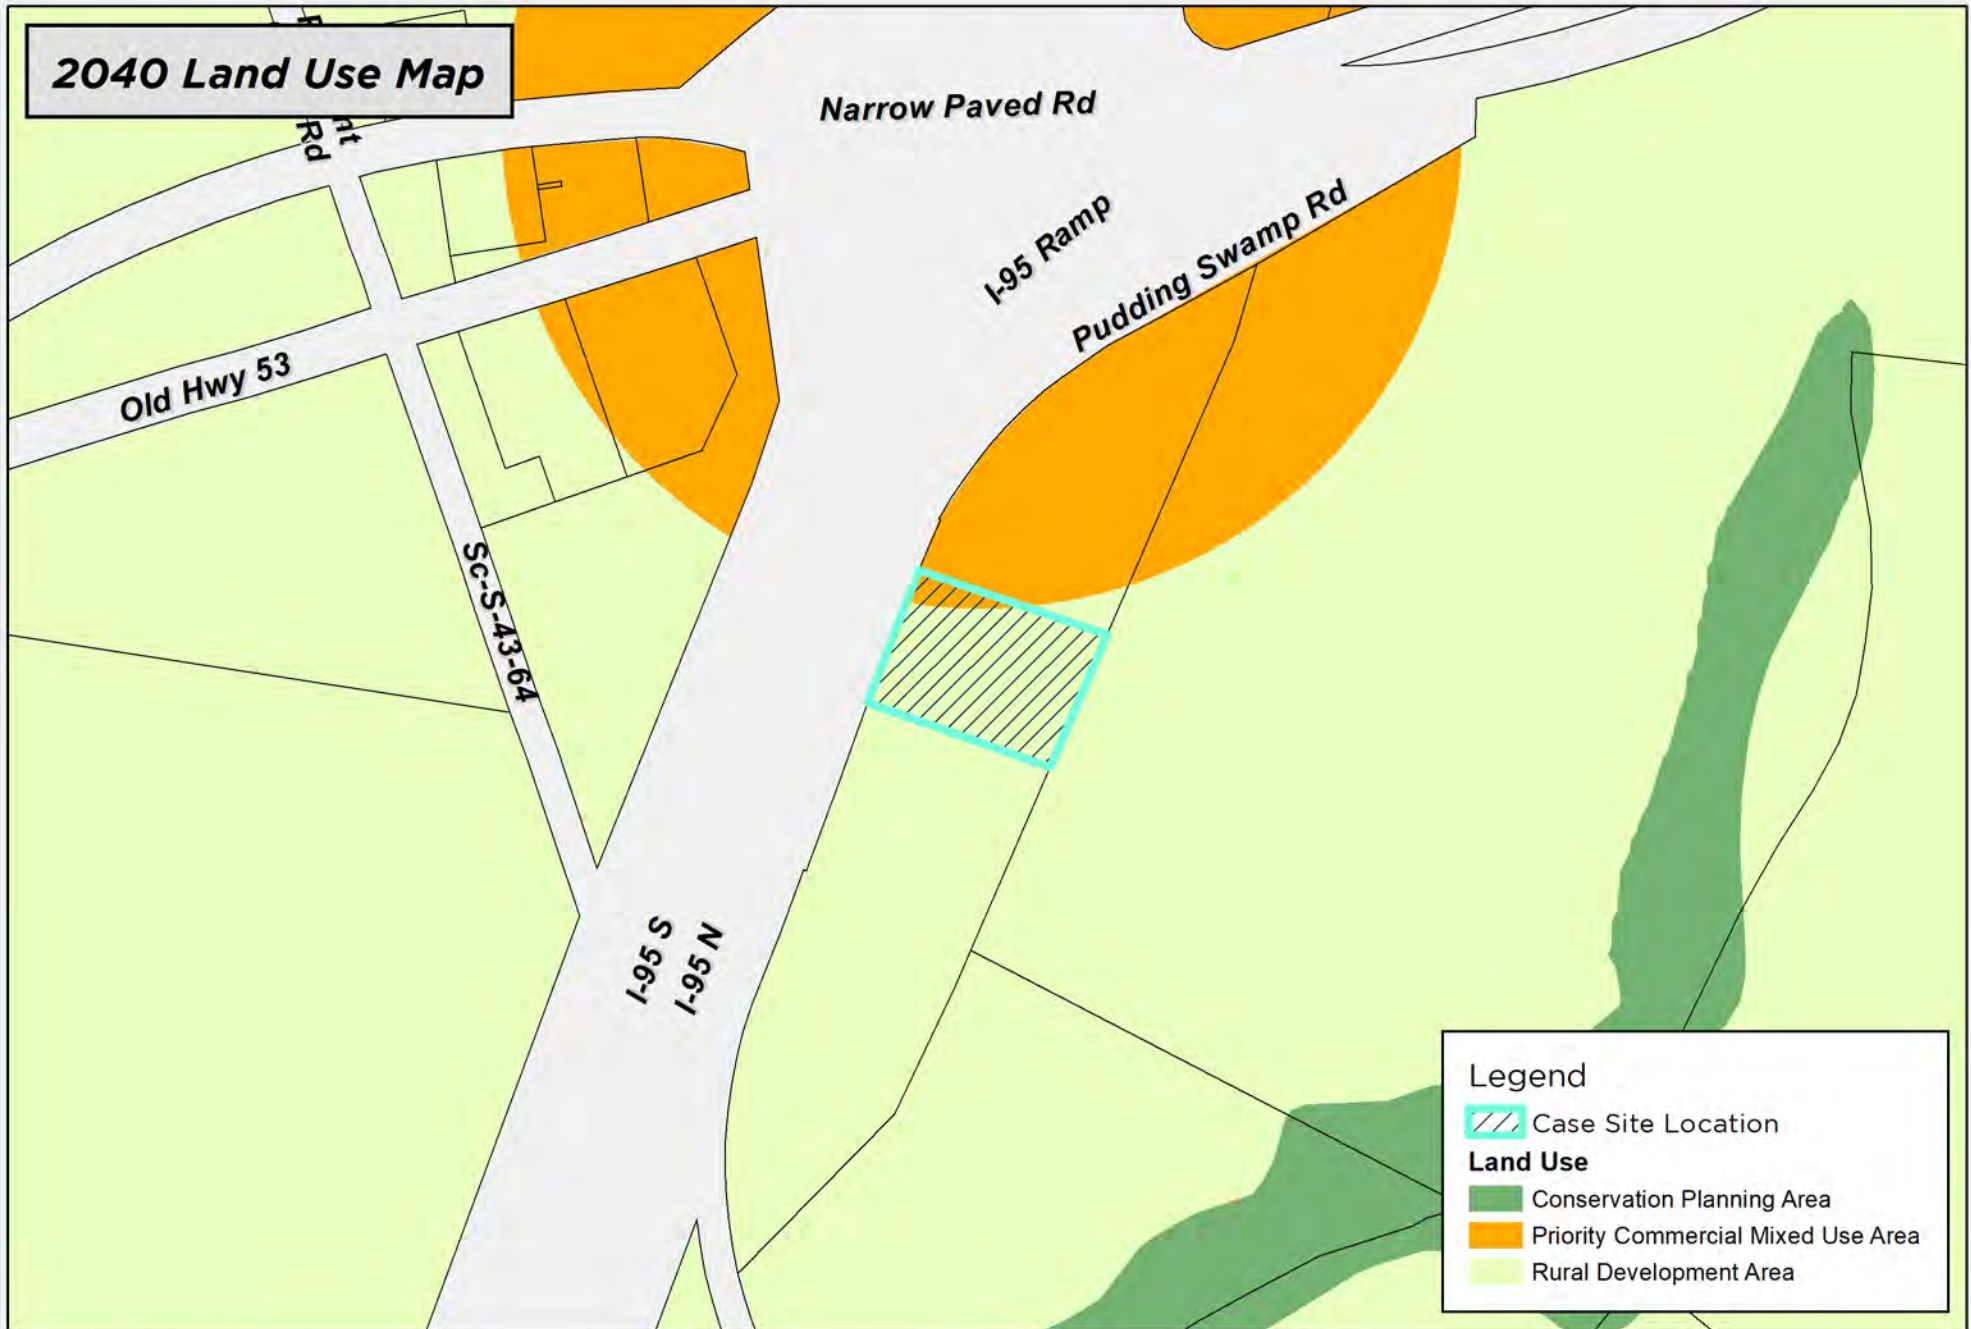 2040 Land Use Map
Rd
Narrow Paved Rd
I-95 Ramp
Pudding Swamp Rd
Old Hwy 53
Sc-S-43-64
I-95 S
I-95 N
Legend
Case Site Location
Land Use
Conservation Planning Area
Priority Commercial Mixed Use Area
Rural Development Area